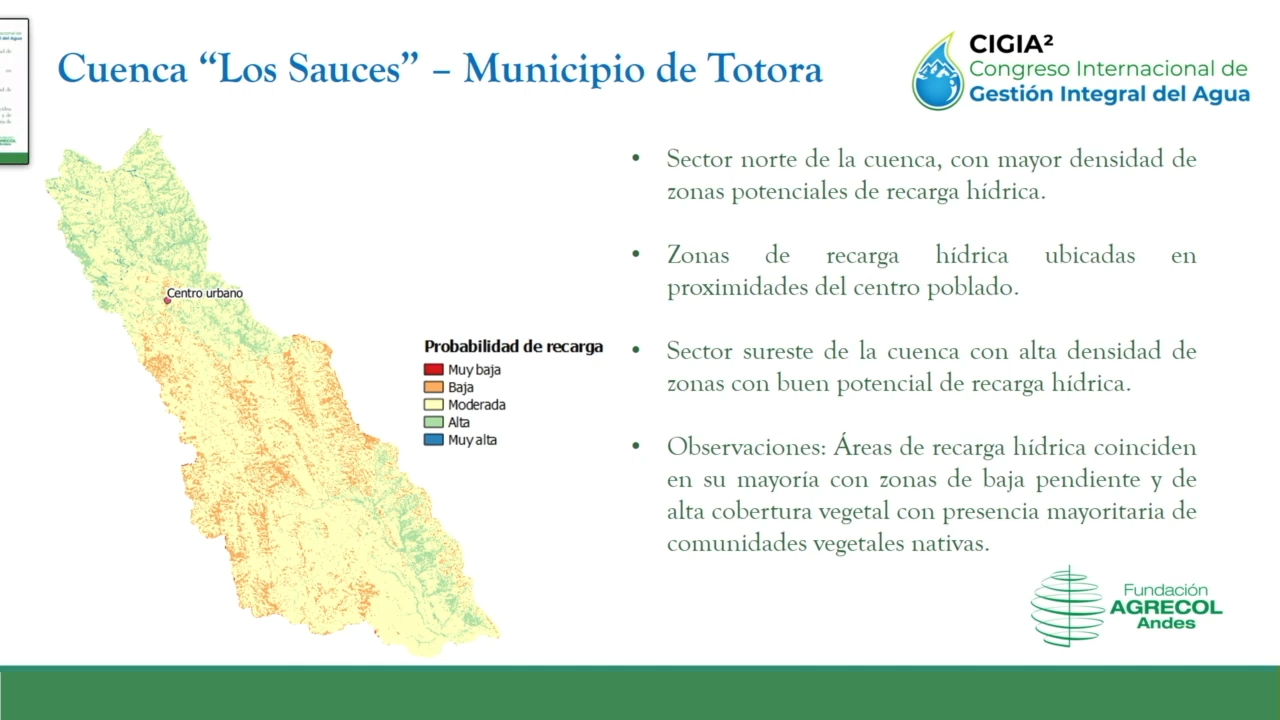 Cuenca “Los Sauces” – Municipio de Totora
CIGIA²
Congreso Internacional de
Gestión Integral del Agua
Centro urbano
Probabilidad de recarga
Muy baja
Baja
Moderada
Alta
Muy alta
• Sector norte de la cuenca, con mayor densidad de
zonas potenciales de recarga hídrica.
• Zonas de recarga hídrica ubicadas en
proximidades del centro poblado.
• Sector sureste de la cuenca con alta densidad de
zonas con buen potencial de recarga hídrica.
• Observaciones: Áreas de recarga hídrica coinciden
en su mayoría con zonas de baja pendiente y de
alta cobertura vegetal con presencia mayoritaria de
comunidades vegetales nativas.
Fundación
AGRECOL
Andes